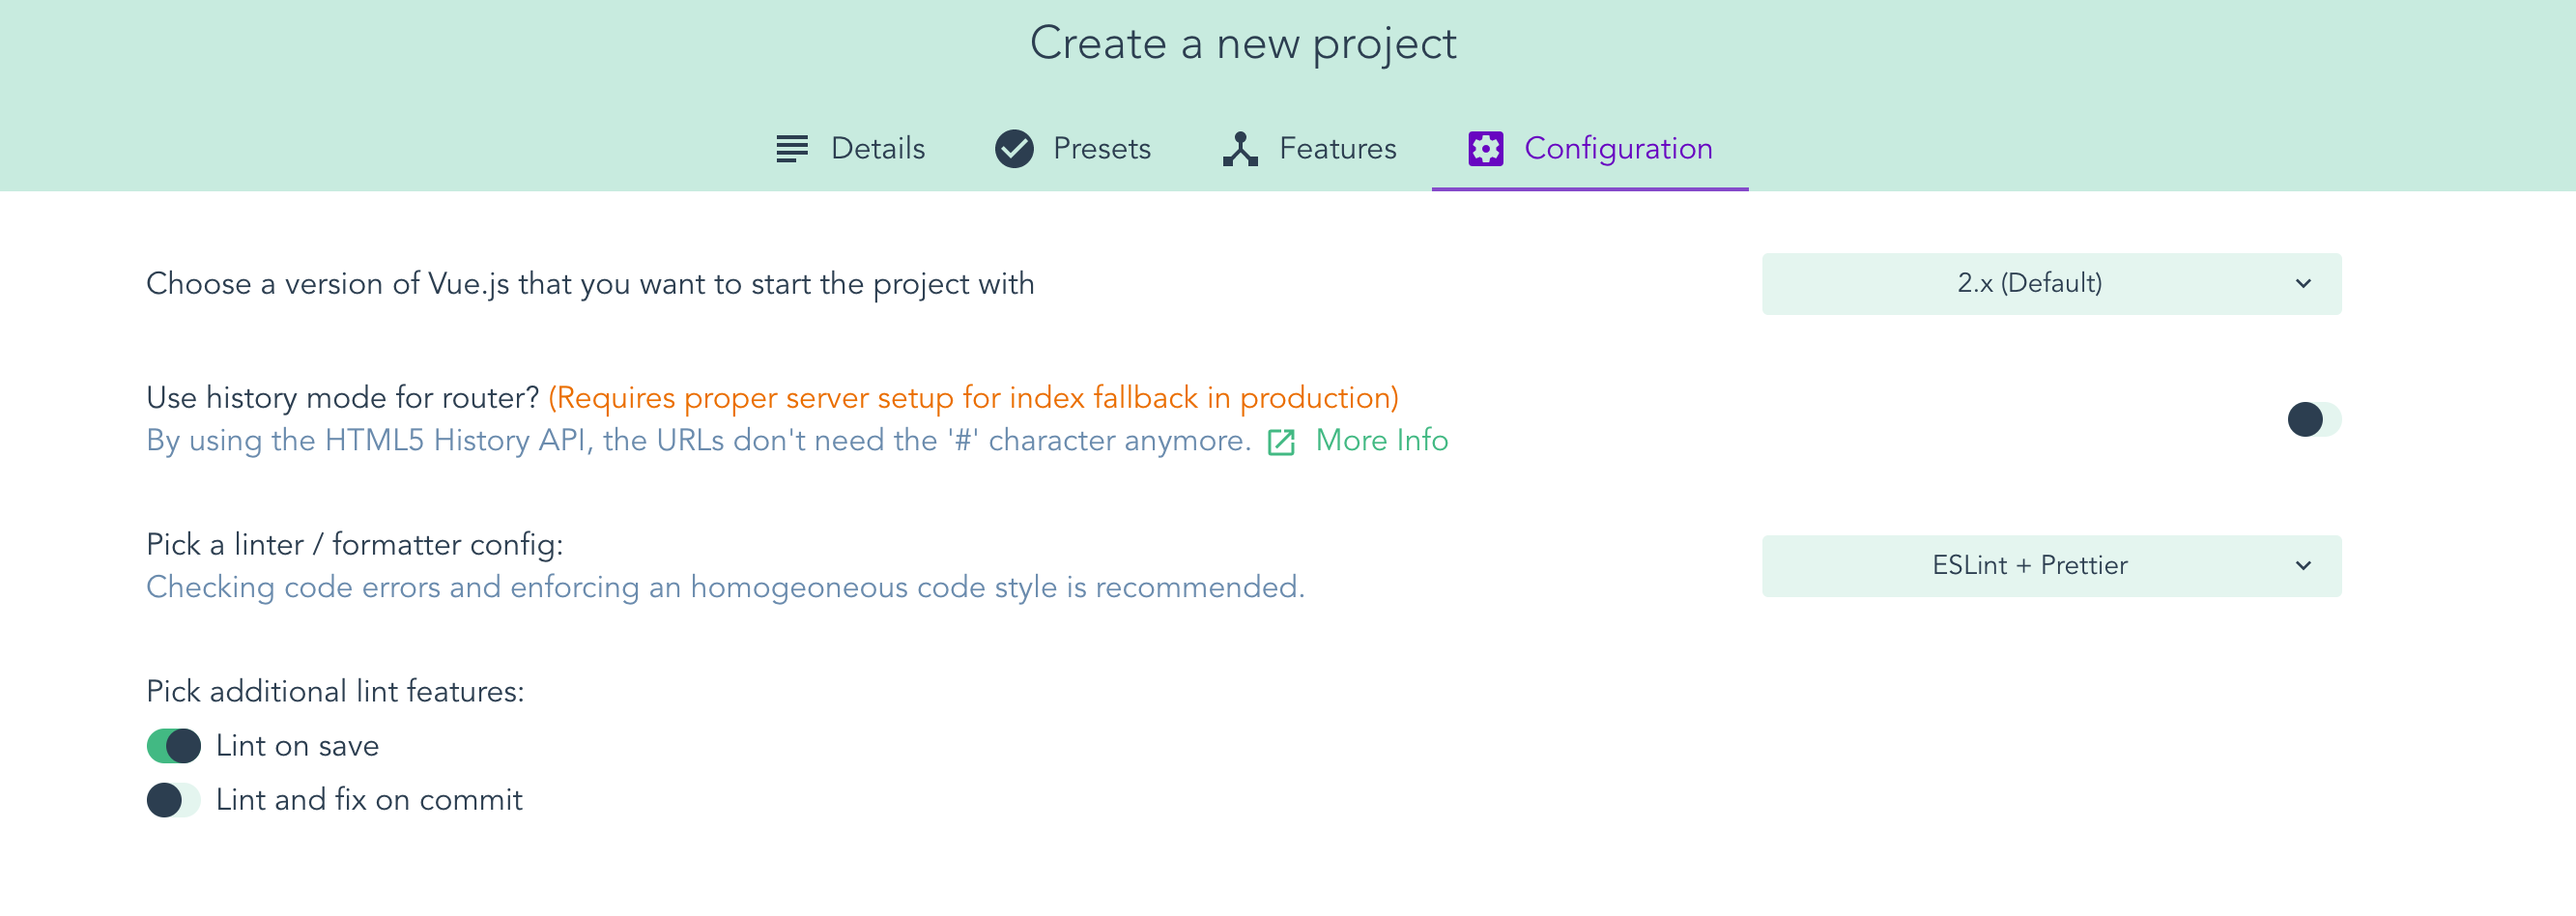 Create a new project
Details Presets Features Configuration
Choose a version of Vue.js that you want to start the project with 2.x (Default)
Use history mode for router? (Requires proper server setup for index fallback in production)
By using the HTML5 History API, the URLs don't need the '#' character anymore. More Info
Pick a linter / formatter config:
Checking code errors and enforcing an homogeoneous code style is recommended.
ESLint + Prettier
Pick additional lint features:
Lint on save
Lint and fix on commit